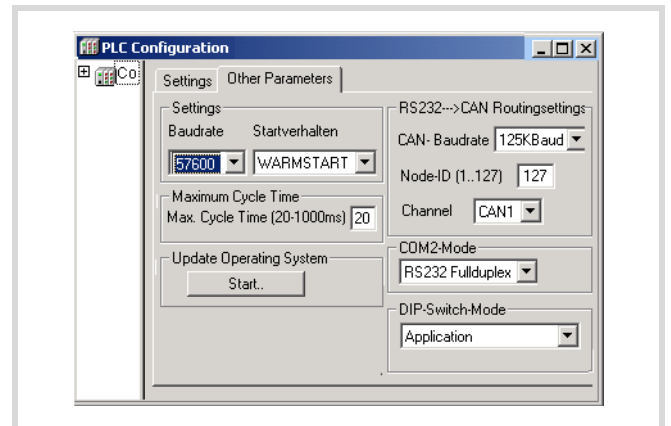 PLC Configuration
Co
Settings
Other Parameters
Settings
Baudrate
Startverhalten
57600
WARMSTART
Maximum Cycle Time
Max. Cycle Time (20-1000ms) 20
Update Operating System
Start..
RS232--->CAN Routingsettings
CAN- Baudrate 125KBaud
Node-ID (1..127) 127
Channel CAN1
COM2-Mode
RS232 Fullduplex
DIP-Switch-Mode
Application